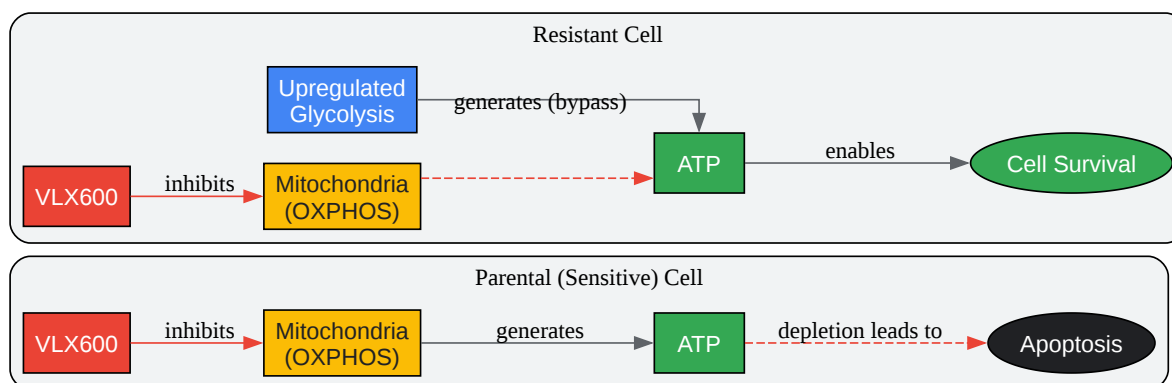 Resistant Cell
Upregulated
Glycolysis
generates (bypass)
VLX600
inhibits
Mitochondria
(OXPHOS)
ATP
enables
Cell Survival
Parental (Sensitive) Cell
VLX600
inhibits
Mitochondria
(OXPHOS)
generates
ATP
depletion leads to
Apoptosis